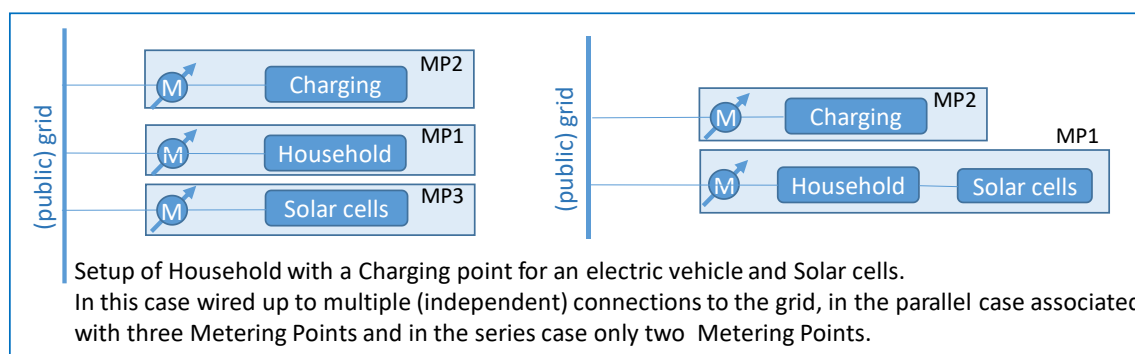 (public) grid
MP2
M
Charging
MP1
M
Household
MP3
M
Solar cells
(public) grid
MP2
M
Charging
MP1
M
Household
Solar cells
Setup of Household with a Charging point for an electric vehicle and Solar cells.
In this case wired up to multiple (independent) connections to the grid, in the parallel case associated
with three Metering Points and in the series case only two Metering Points.